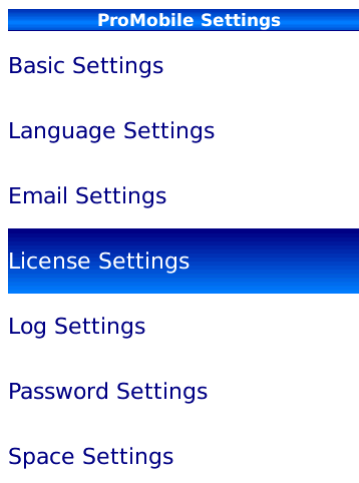 ProMobile Settings
Basic Settings
Language Settings
Email Settings
License Settings
Log Settings
Password Settings
Space Settings